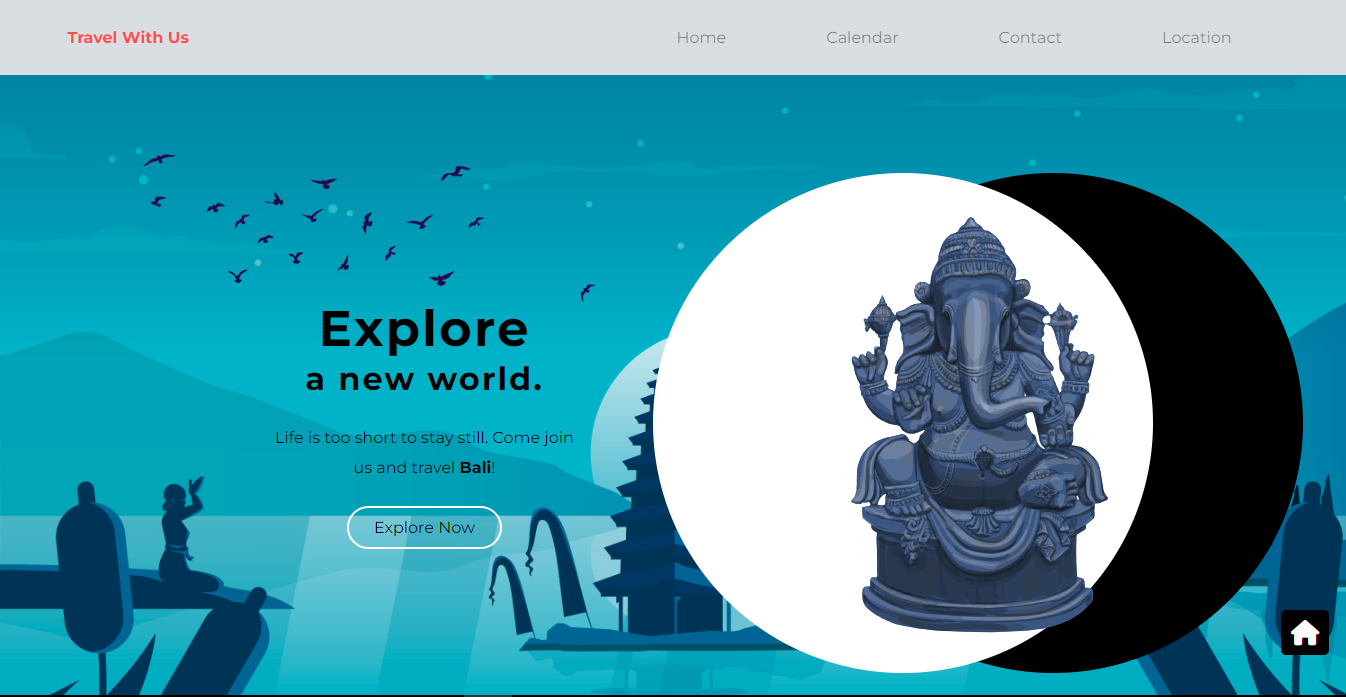 Travel With Us
Home
Calendar
Contact
Location
Explore
a new world.
Life is too short to stay still. Come join
us and travel Bali!
Explore Now